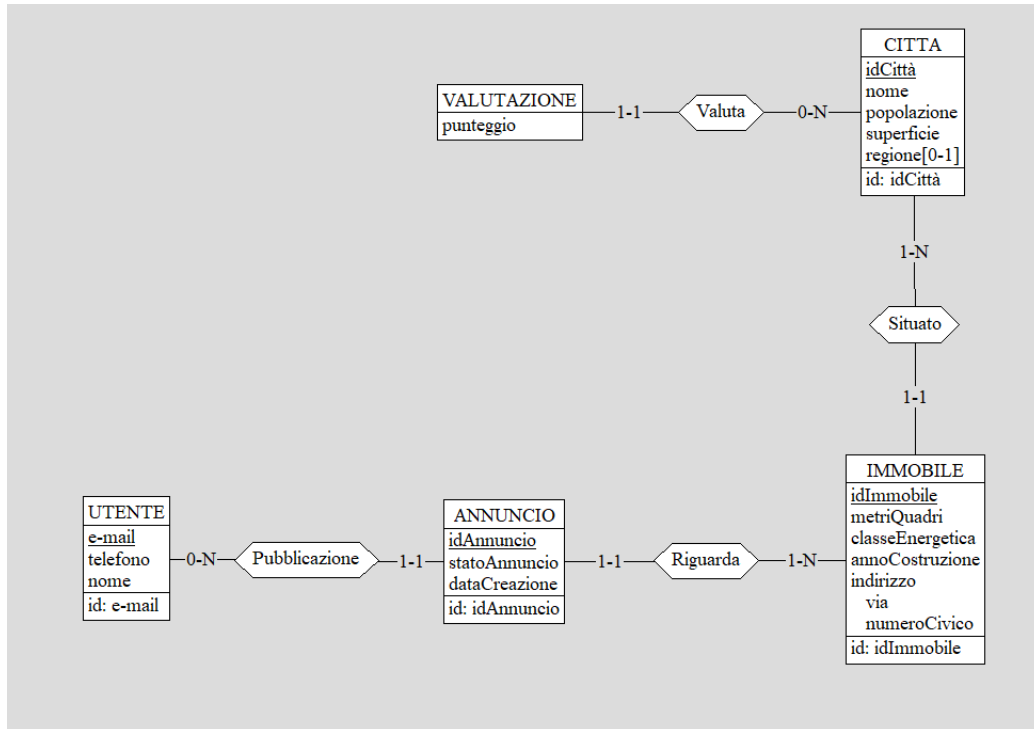 CITTA
idCittà
nome
popolazione
superficie
regione[0-1]
id: idCittà
VALUTAZIONE
punteggio
1-1
Valuta
0-N
1-N
Situato
1-1
IMMOBILE
idImmobile
metriQuadri
classeEnergetica
annoCostruzione
indirizzo
via
numeroCivico
id: idImmobile
UTENTE
e-mail
telefono
nome
id: e-mail
0-N
Pubblicazione
1-1
ANNUNCIO
idAnnuncio
statoAnnuncio
dataCreazione
id: idAnnuncio
1-1
Riguarda
1-N